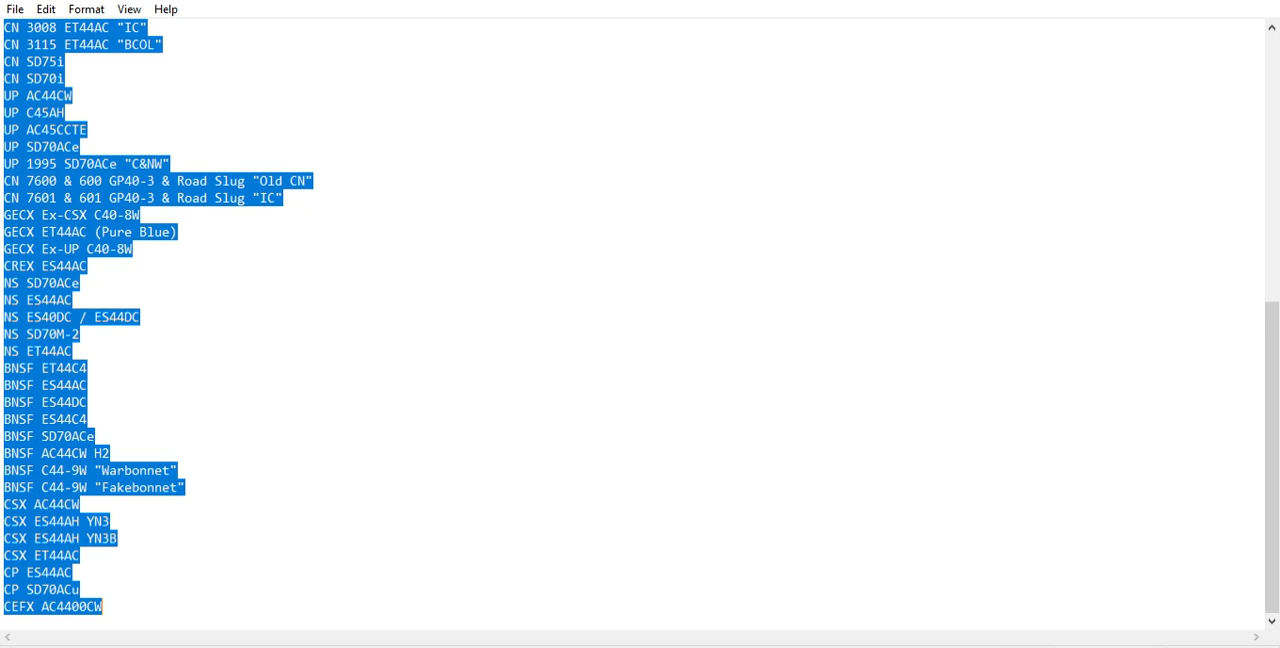 File Edit Format View Help
CN 3008 ET44AC "IC"
CN 3115 ET44AC "BCOL"
CN SD75i
CN SD70i
UP AC44CW
UP C45AH
UP AC45CCTE
UP SD70ACe
UP 1995 SD70ACe "C&NW"
CN 7600 & 600 GP40-3 & Road Slug "Old CN"
CN 7601 & 601 GP40-3 & Road Slug "IC"
GECX Ex-CSX C40-8W
GECX ET44AC (Pure Blue)
GECX Ex-UP C40-8W
CREX ES44AC
NS SD70ACe
NS ES44AC
NS ES40DC / ES44DC
NS SD70M-2
NS ET44AC
BNSF ET44C4
BNSF ES44AC
BNSF ES44DC
BNSF ES44C4
BNSF SD70ACe
BNSF AC44CW H2
BNSF C44-9W "Warbonnet"
BNSF C44-9W "Fakebonnet"
CSX AC44CW
CSX ES44AH YN3
CSX ES44AH YN3B
CSX ET44AC
CP ES44AC
CP SD70ACu
CEFX AC4400CW